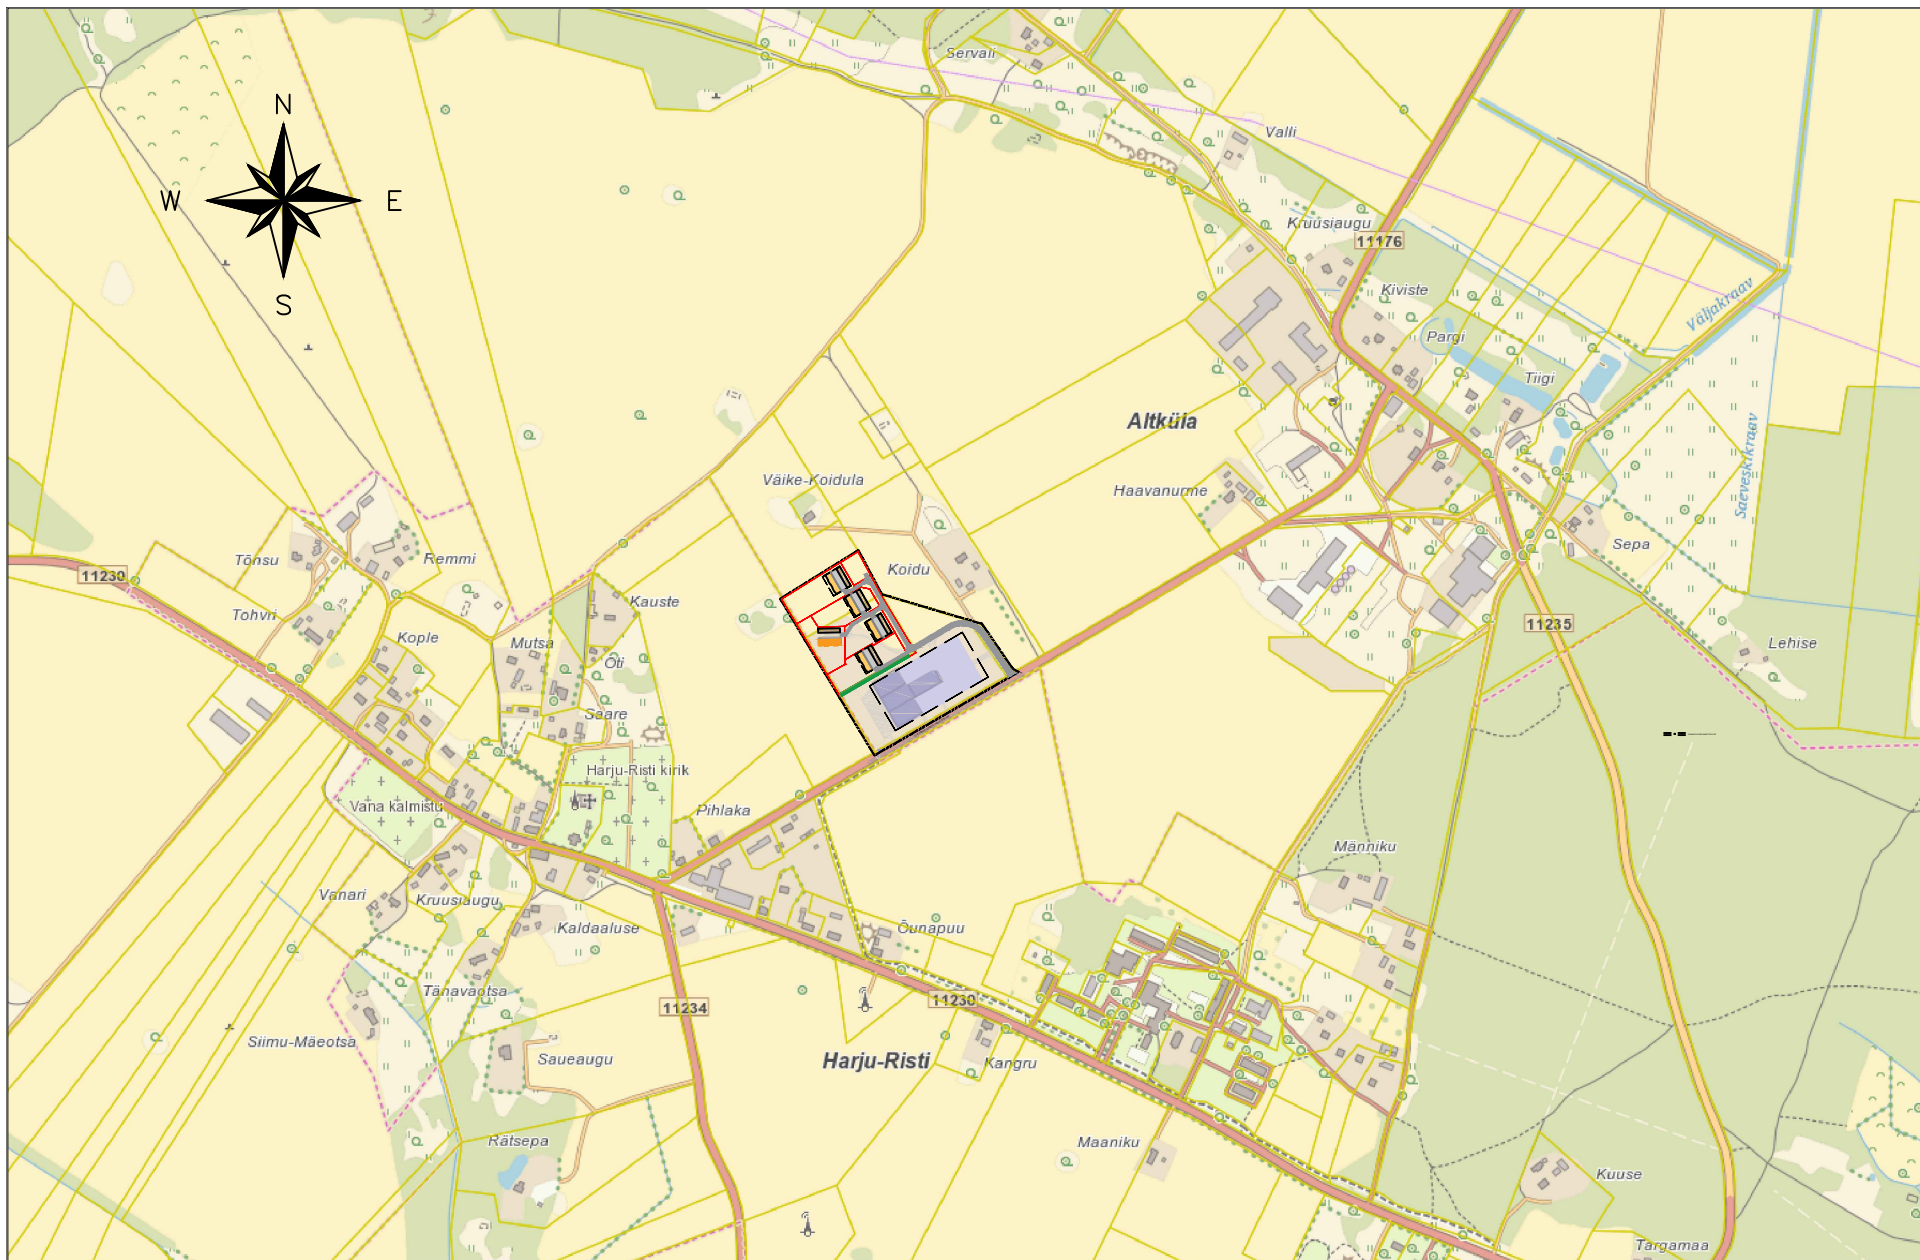 Servali
N
Valli
W
E
Kruusiaugu
11176
S
Kiviste
Väljakraav
Pargi
Tiigi
Altküla
Saeveskikraav
Väike-Koidula
Haavanurme
Tõnsu
Remmi
Sepa
Koidu
11230
Kauste
Tohvri
11235
Kople
Mutsa
Lehise
Oti
Saare
Harju-Risti kirik
Vana kalmistu
Pihlaka
Männiku
Vanari
Kruusiaugu
Kaldaaluse
Õunapuu
Tänavaotsa
11230
11234
Siimu-Mäeotsa
Saueaugu
Harju-Risti
Kangru
Rätsepa
Maaniku
Kuuse
Targamaa